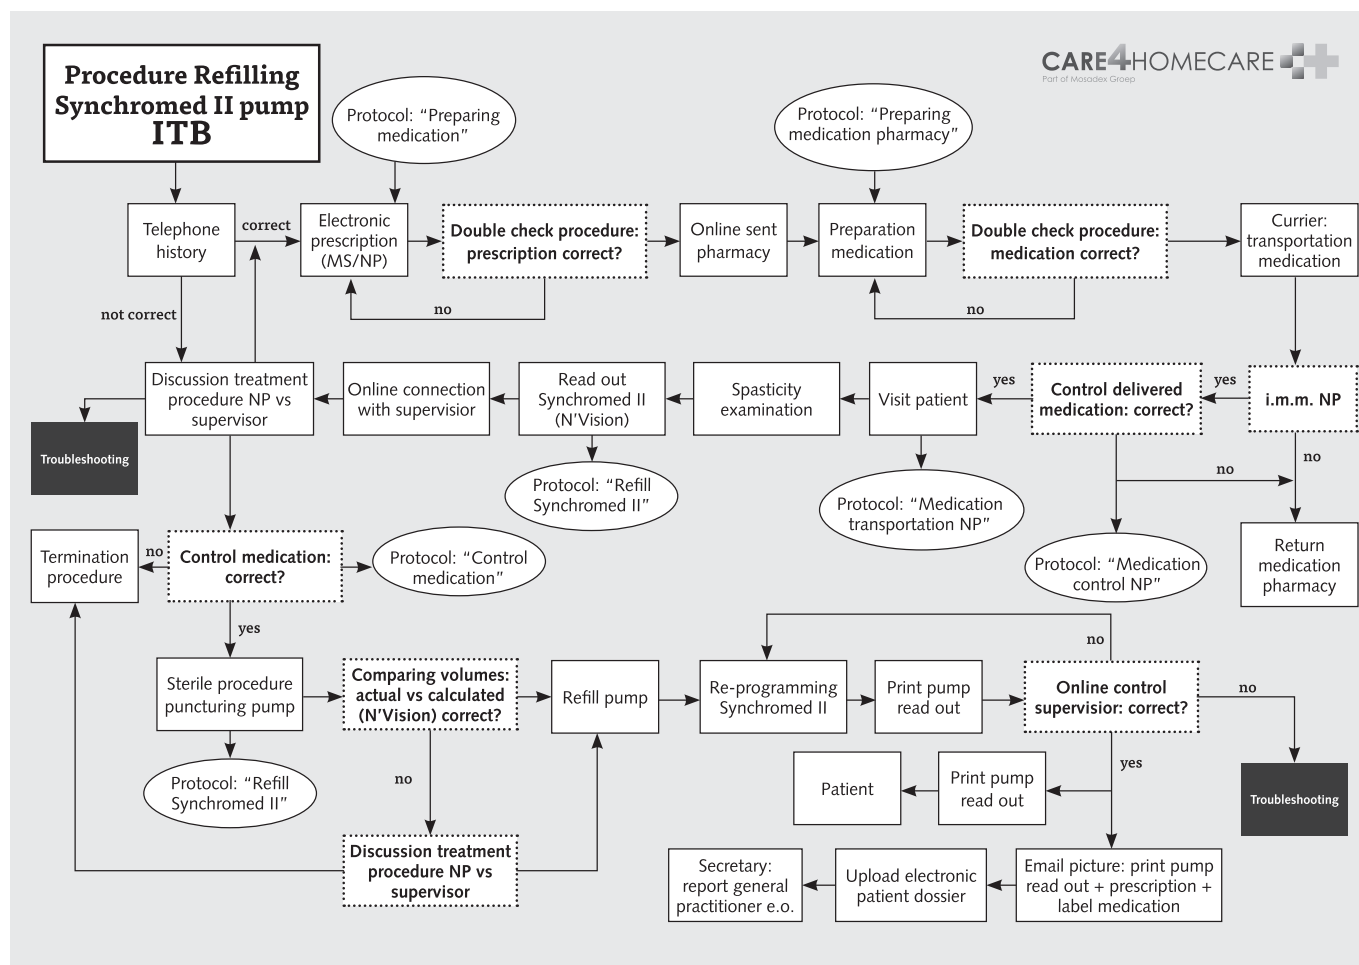 Procedure Refilling
Synchromed II pump
ITB
CARE4HOMECARE
Part of Mosadex Groep
Protocol: “Preparing
medication”
Protocol: “Preparing
medication pharmacy”
Telephone
history
correct
Electronic
prescription
(MS/NP)
Double check procedure:
prescription correct?
Online sent
pharmacy
Preparation
medication
Double check procedure:
medication correct?
Currier:
transportation
medication
not correct
no
no
Discussion treatment
procedure NP vs
supervisor
Online connection
with supervisor
Read out
Synchromed II
(N’Vision)
Spasticity
examination
Visit patient
yes
Control delivered
medication: correct?
yes
i.m.m. NP
Troubleshooting
Protocol: “Refill
Synchromed II”
Protocol: “Medication
transportation NP”
no
no
Termination
procedure
no
Control medication:
correct?
Protocol: “Control
medication”
Protocol: “Medication
control NP”
Return
medication
pharmacy
yes
no
Sterile procedure
puncturing pump
Comparing volumes:
actual vs calculated
(N’Vision) correct?
Refill pump
Re-programming
Synchromed II
Print pump
read out
Online control
supervisior: correct?
no
Protocol: “Refill
Synchromed II”
no
yes
Patient
Print pump
read out
Troubleshooting
Discussion treatment
procedure NP vs
supervisor
Secretary:
report general
practitioner e.o.
Upload electronic
patient dossier
Email picture: print pump
read out + prescription +
label medication